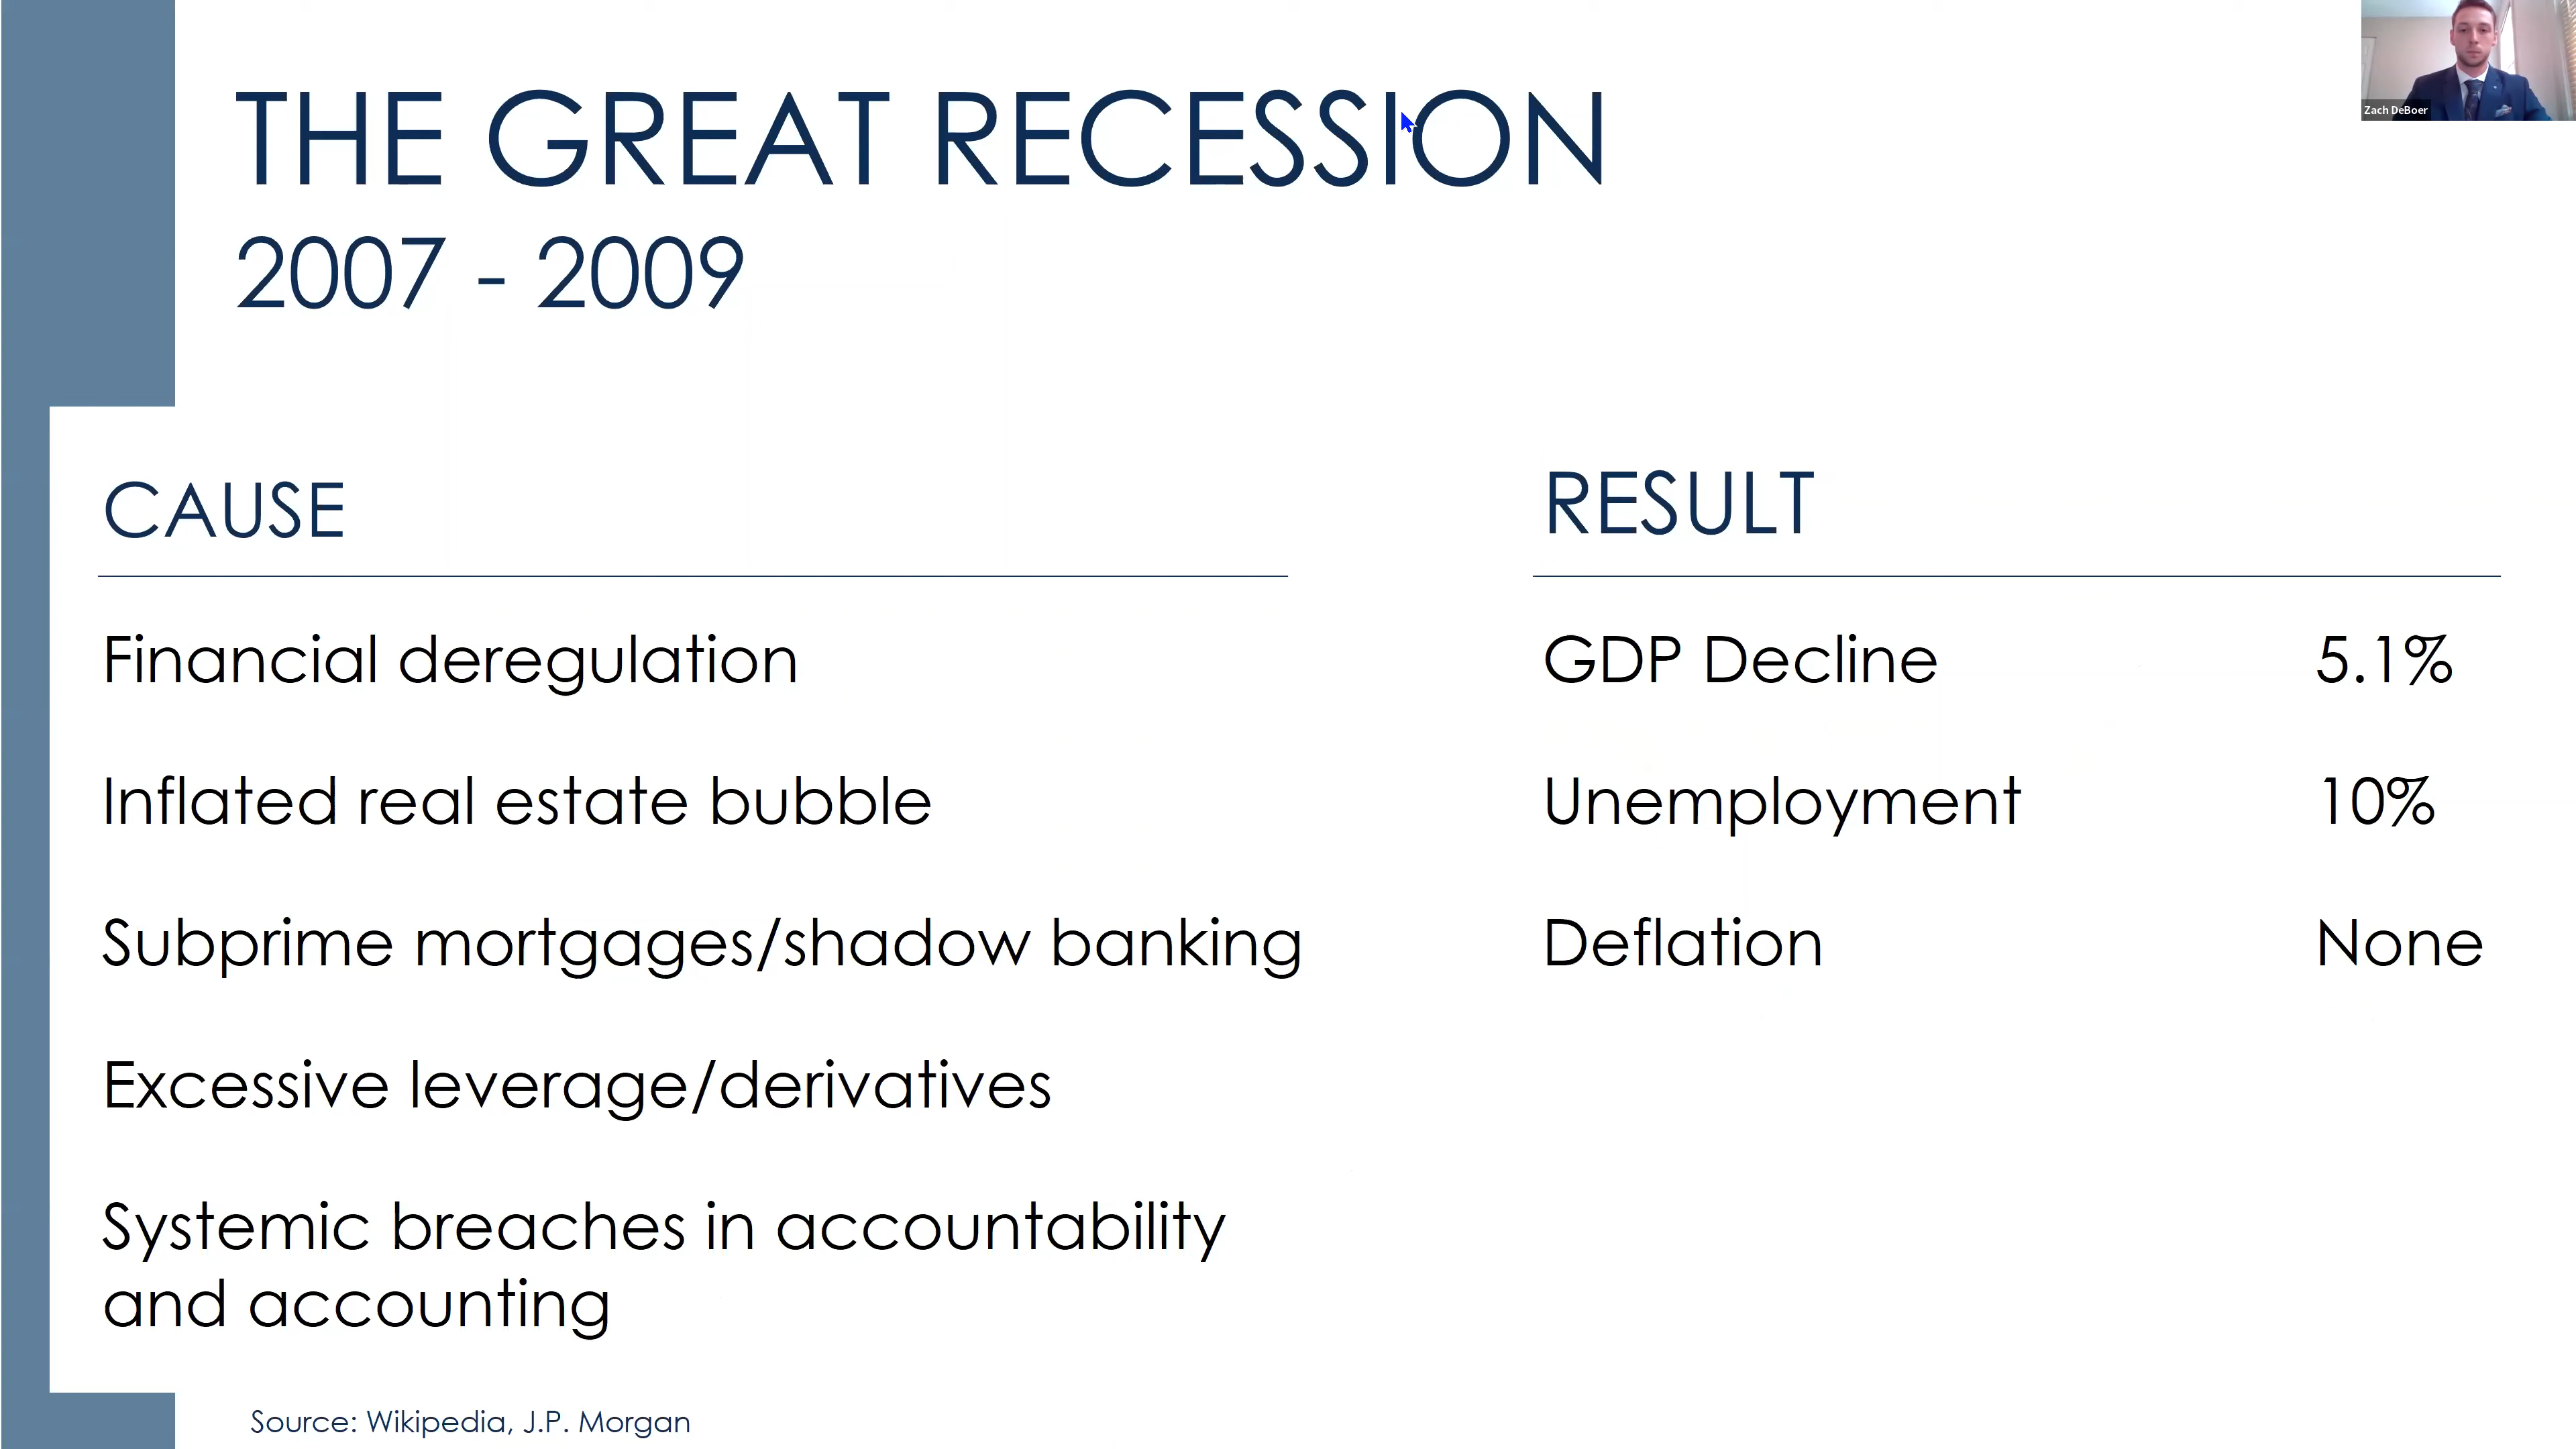 THE GREAT RECESSION
2007 - 2009
Zach DeBoer
CAUSE
Financial deregulation
Inflated real estate bubble
Subprime mortgages/shadow banking
Excessive leverage/derivatives
Systemic breaches in accountability
and accounting
RESULT
GDP Decline 5.1%
Unemployment 10%
Deflation None
Source: Wikipedia, J.P. Morgan